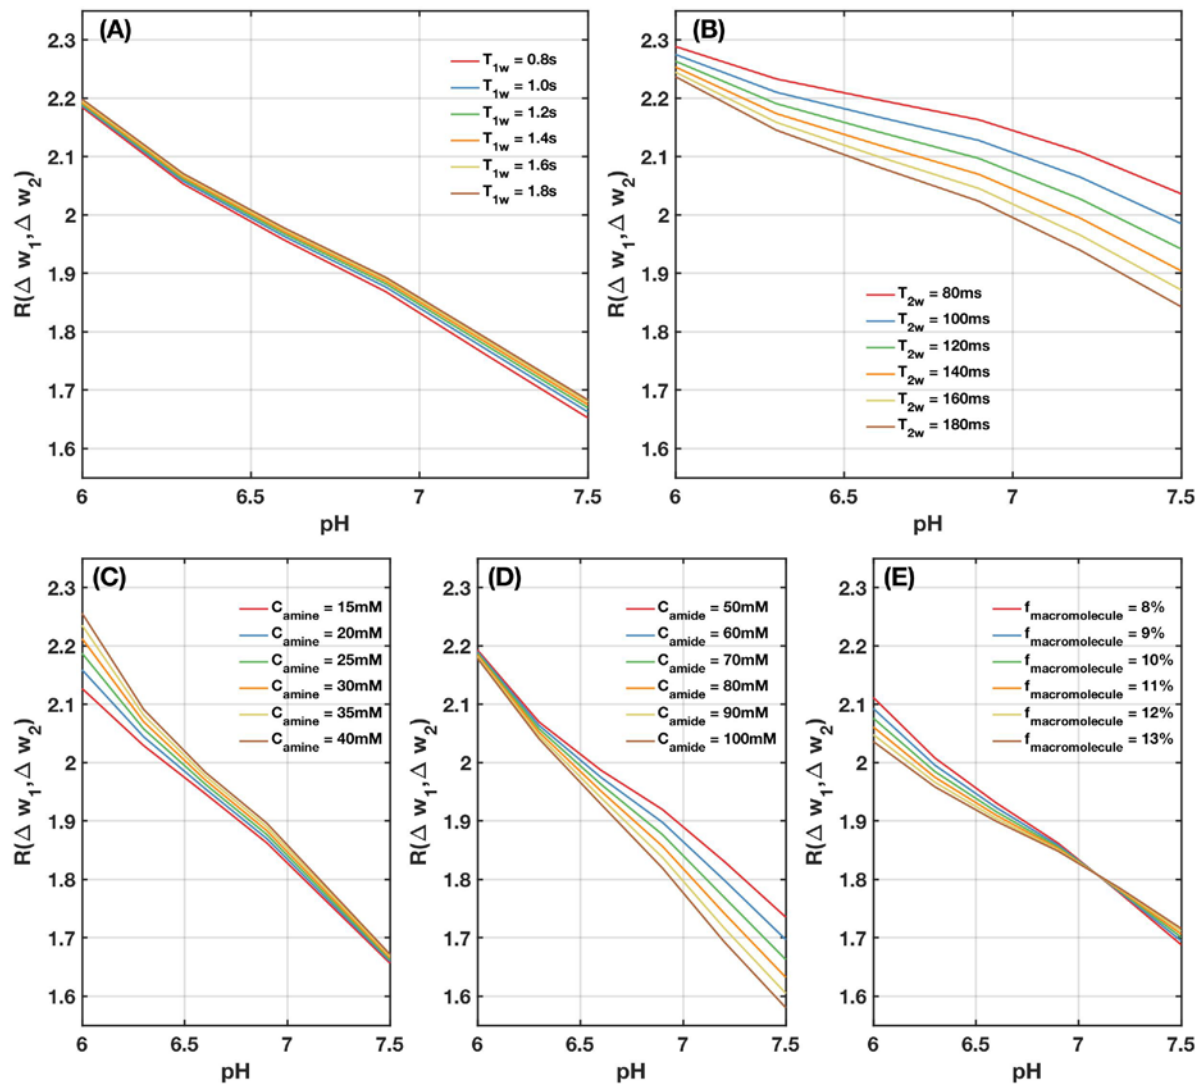 (A)
2.3
2.2
2.1
2
1.9
1.8
1.7
1.6
R(Δ w1, Δ w2)
T1w = 0.8s
T1w = 1.0s
T1w = 1.2s
T1w = 1.4s
T1w = 1.6s
T1w = 1.8s
6 6.5 7 7.5
pH
(B)
2.3
2.2
2.1
2
1.9
1.8
1.7
1.6
R(Δ w1, Δ w2)
T2w = 80ms
T2w = 100ms
T2w = 120ms
T2w = 140ms
T2w = 160ms
T2w = 180ms
6 6.5 7 7.5
pH
(C)
2.3
2.2
2.1
2
1.9
1.8
1.7
1.6
R(Δ w1, Δ w2)
Camine = 15mM
Camine = 20mM
Camine = 25mM
Camine = 30mM
Camine = 35mM
Camine = 40mM
6 6.5 7 7.5
pH
(D)
2.3
2.2
2.1
2
1.9
1.8
1.7
1.6
R(Δ w1, Δ w2)
Camide = 50mM
Camide = 60mM
Camide = 70mM
Camide = 80mM
Camide = 90mM
Camide = 100mM
6 6.5 7 7.5
pH
(E)
2.3
2.2
2.1
2
1.9
1.8
1.7
1.6
R(Δ w1, Δ w2)
fmacromolecule = 8%
fmacromolecule = 9%
fmacromolecule = 10%
fmacromolecule = 11%
fmacromolecule = 12%
fmacromolecule = 13%
6 6.5 7 7.5
pH